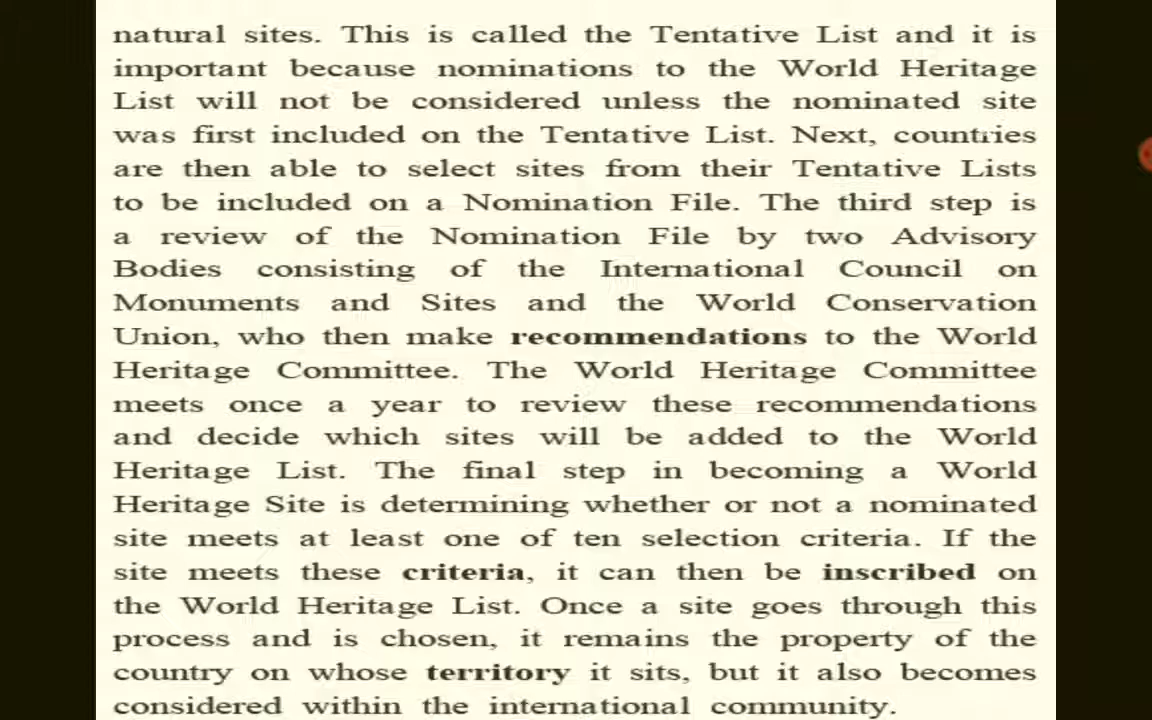 natural sites. This is called the Tentative List and it is
important because nominations to the World Heritage
List will not be considered unless the nominated site
was first included on the Tentative List. Next, countries
are then able to select sites from their Tentative Lists
to be included on a Nomination File. The third step is
a review of the Nomination File by two Advisory
Bodies consisting of the International Council on
Monuments and Sites and the World Conservation
Union, who then make recommendations to the World
Heritage Committee. The World Heritage Committee
meets once a year to review these recommendations
and decide which sites will be added to the World
Heritage List. The final step in becoming a World
Heritage Site is determining whether or not a nominated
site meets at least one of ten selection criteria. If the
site meets these criteria, it can then be inscribed on
the World Heritage List. Once a site goes through this
process and is chosen, it remains the property of the
country on whose territory it sits, but it also becomes
considered within the international community.